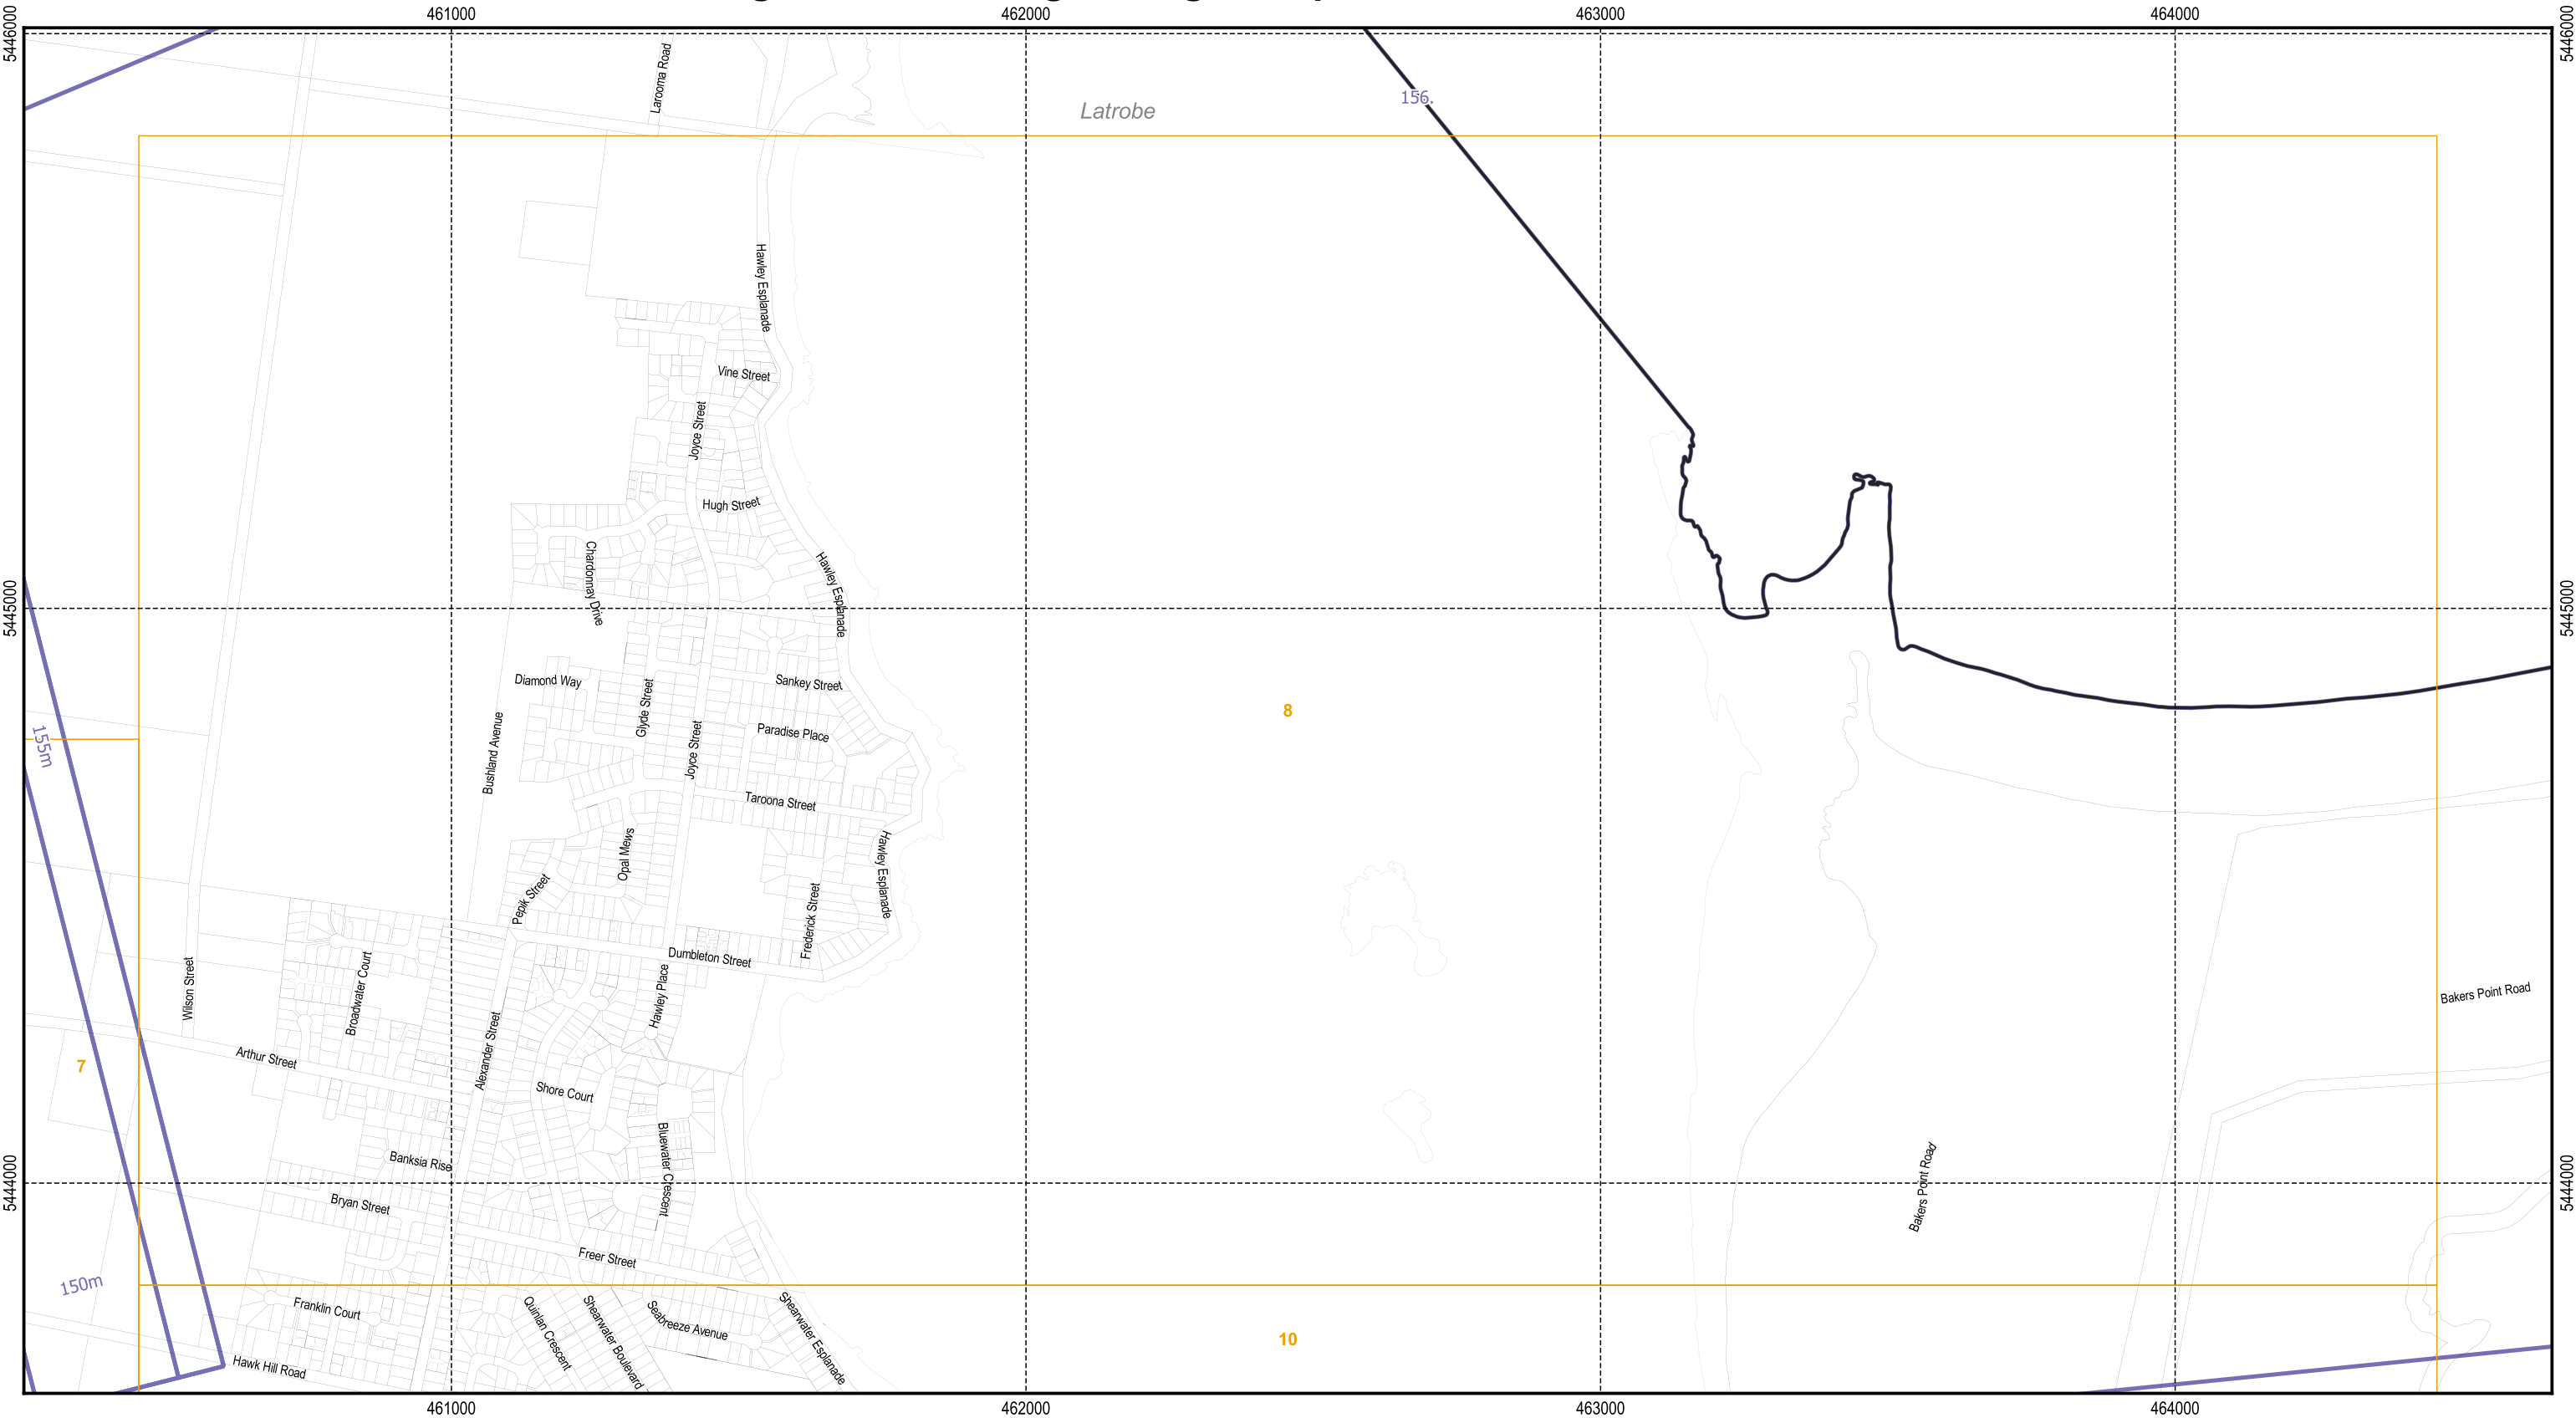 461000
462000
463000
464000
5446000
5446000
Larooma Road
156.
Latrobe
Hawley Esplanade
Vine Street
Joyce Street
Hugh Street
Chardonnay Drive
Hawley Esplanade
5445000
5445000
Diamond Way
Glyde Street
Sankey Street
Bushland Avenue
Joyce Street
Paradise Place
8
155m
Taroona Street
Opal Mews
Hawley Esplanade
Pepik Street
Frederick Street
Dumbleton Street
Wilson Street
Broadwater Court
Hawley Place
Bakers Point Road
Alexander Street
Arthur Street
7
Shore Court
Bluewater Crescent
Banksia Rise
5444000
5444000
Bakers Point Road
Bryan Street
Freer Street
150m
Franklin Court
Quinlan Crescent
Shearwater Boulevard
Seabreeze Avenue
Shearwater Esplanade
10
Hawk Hill Road
461000
462000
463000
464000